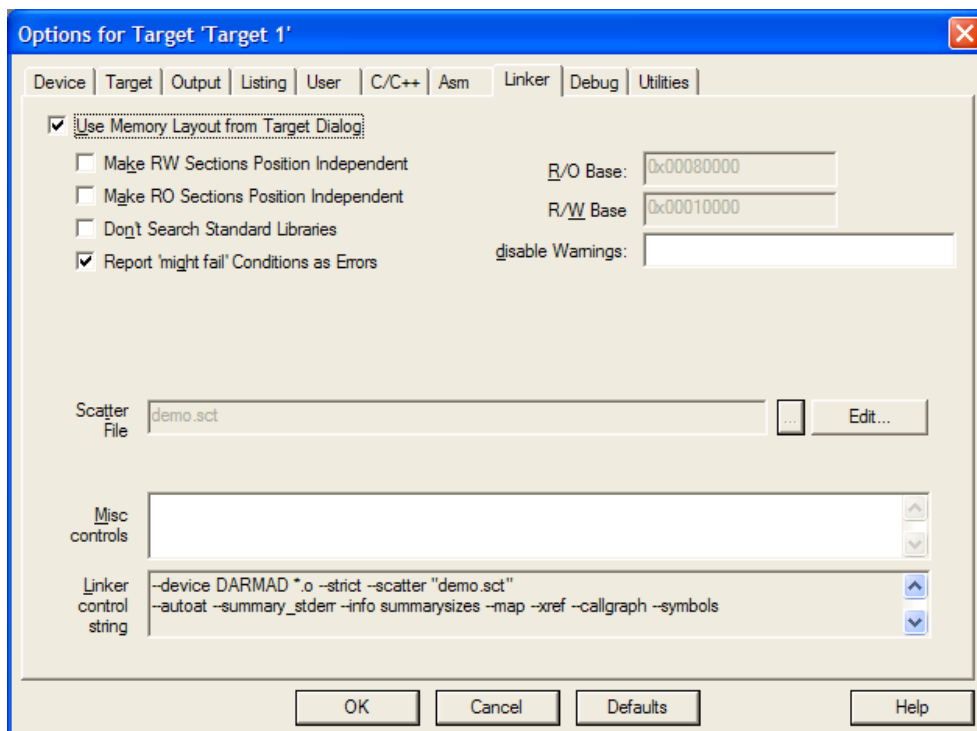 Options for Target 'Target 1'
Device Target Output Listing User C/C++ Asm Linker Debug Utilities
Use Memory Layout from Target Dialog
Make RW Sections Position Independent
Make RO Sections Position Independent
Don't Search Standard Libraries
Report 'might fail' Conditions as Errors
R/O Base: 0x00080000
R/W Base 0x00010000
disable Warnings:
Scatter
File
demo.sct
...
Edit...
Misc
controls
Linker
control
string
--device DARMAD *.o --strict --scatter "demo.sct"
--autoat --summary_stderr --info summarysizes --map --xref --callgraph --symbols
OK Cancel Defaults Help